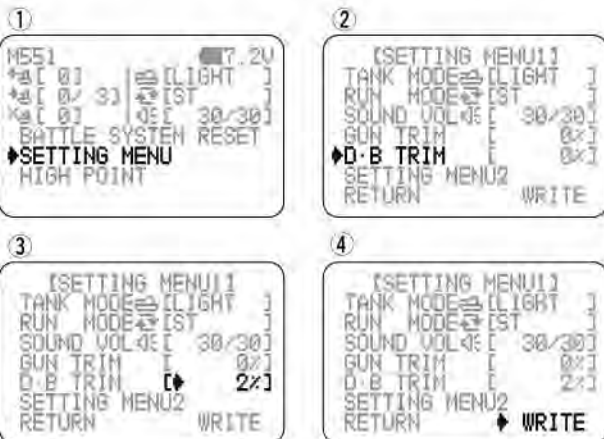 ①
M551 7.2V
[ 0] [LIGHT ]
[ 0/ 3] [ST ]
[ 0] [ 30/30]
BATTLE SYSTEM RESET
SETTING MENU
HIGH POINT
②
[SETTING MENU1]
TANK MODE [LIGHT ]
RUN MODE [ST ]
SOUND VOL [ 30/30]
GUN TRIM [ 0%]
D·B TRIM [ 0%]
SETTING MENU2
RETURN WRITE
③
[SETTING MENU1]
TANK MODE [LIGHT ]
RUN MODE [ST ]
SOUND VOL [ 30/30]
GUN TRIM [ 0%]
D·B TRIM [ 2%]
SETTING MENU2
RETURN WRITE
④
[SETTING MENU1]
TANK MODE [LIGHT ]
RUN MODE [ST ]
SOUND VOL [ 30/30]
GUN TRIM [ 0%]
D·B TRIM [ 2%]
SETTING MENU2
RETURN WRITE